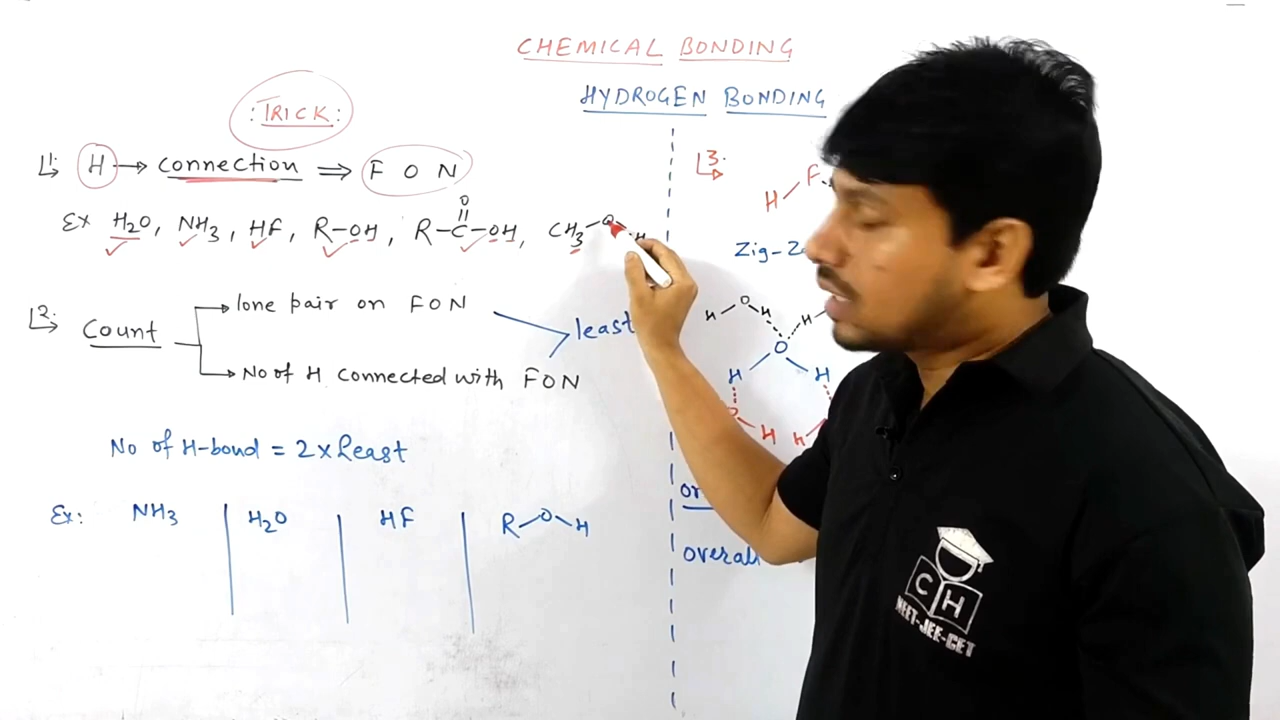 CHEMICAL BONDING
HYDROGEN BONDING
: TRICK :
1. H → connection ⇒ F O N
EX H₂O, NH₃, HF, R-OH, R-C-OH, CH₃-O-H
O
2. Count → lone pair on F O N
→ No of H connected with F O N
least
No of H-bond = 2 × least
Ex: NH₃ | H₂O | HF | R-O-H
3. H-F
Zig-Z
H O H H
O
H H
O H H
or
overall
CH
NEET-JEE-CET